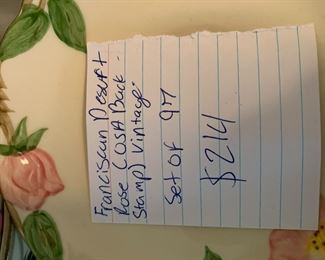 Franciscan Desert
Rose (USA Back -
Stamp) Vintage -
Set of 97
$214